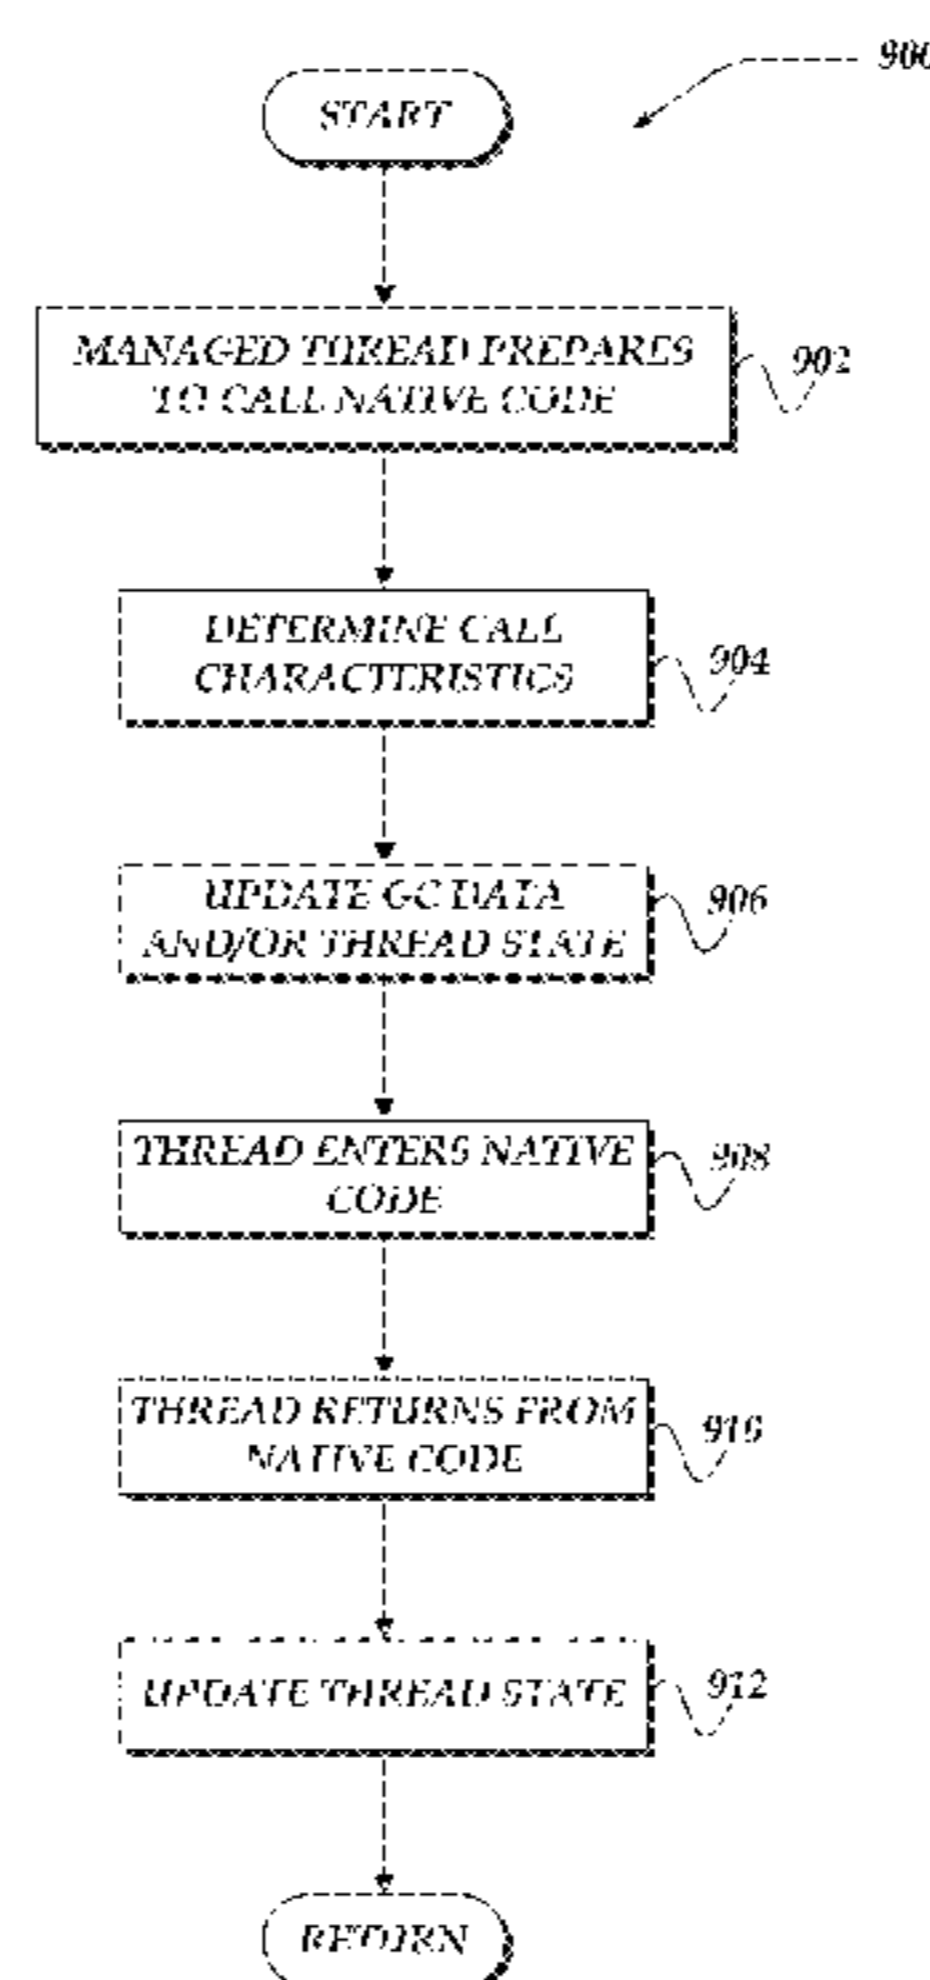 900
START
MANAGED THREAD PREPARES
TO CALL NATIVE CODE
902
DETERMINE CALL
CHARACTERISTICS
904
UPDATE GC DATA
AND/OR THREAD STATE
906
THREAD ENTERS NATIVE
CODE
908
THREAD RETURNS FROM
NATIVE CODE
910
UPDATE THREAD STATE
912
RETURN